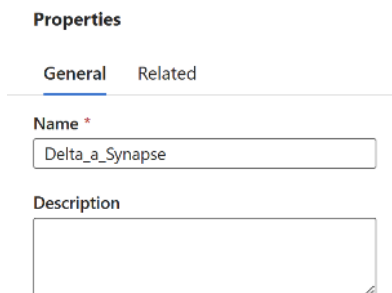 Properties
General Related
Name *
Delta_a_Synapse
Description